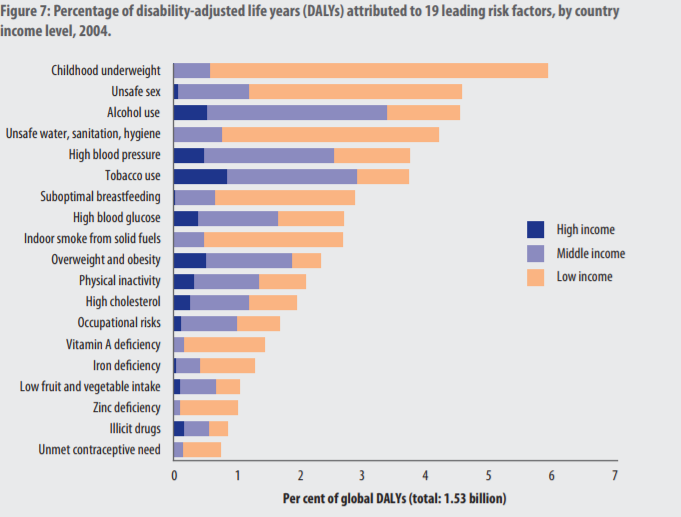 Figure 7: Percentage of disability-adjusted life years (DALYs) attributed to 19 leading risk factors, by country
income level, 2004.
Childhood underweight
Unsafe sex
Alcohol use
Unsafe water, sanitation, hygiene
High blood pressure
Tobacco use
Suboptimal breastfeeding
High blood glucose
Indoor smoke from solid fuels
Overweight and obesity
Physical inactivity
High cholesterol
Occupational risks
Vitamin A deficiency
Iron deficiency
Low fruit and vegetable intake
Zinc deficiency
Illicit drugs
Unmet contraceptive need
High income
Middle income
Low income
0 1 2 3 4 5 6 7
Per cent of global DALYs (total: 1.53 billion)